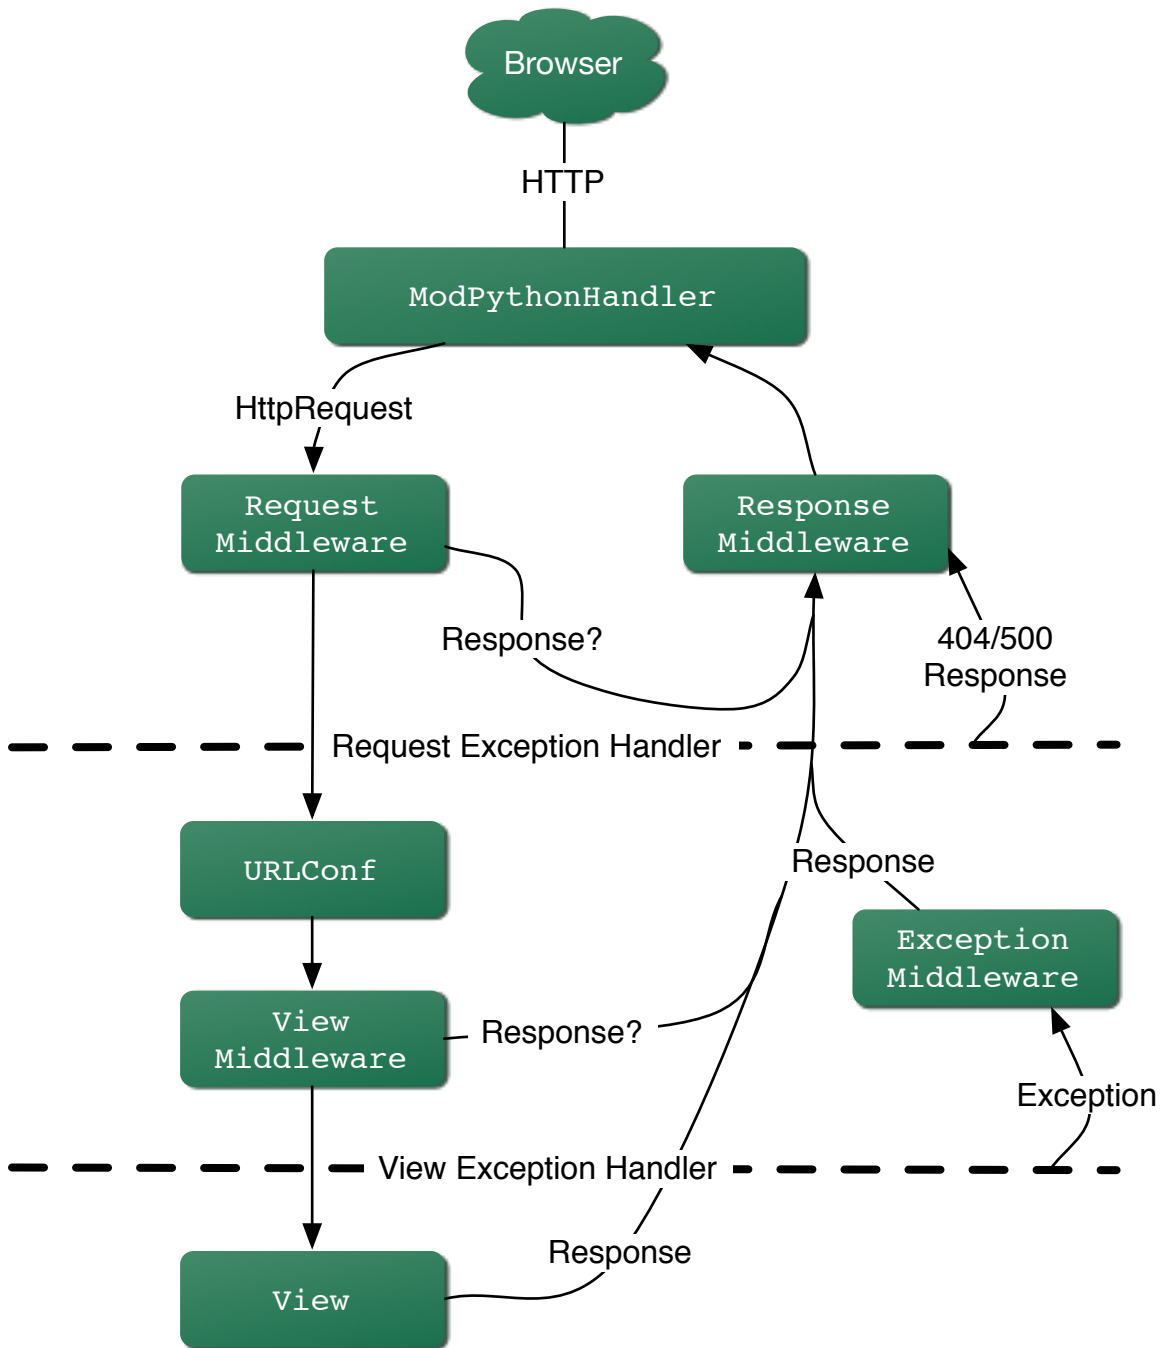 Browser
HTTP
ModPythonHandler
HttpRequest
Request
Middleware
Response
Middleware
Response?
404/500
Response
Request Exception Handler
URLConf
Response
Exception
Middleware
View
Middleware
Response?
Exception
View Exception Handler
Response
View